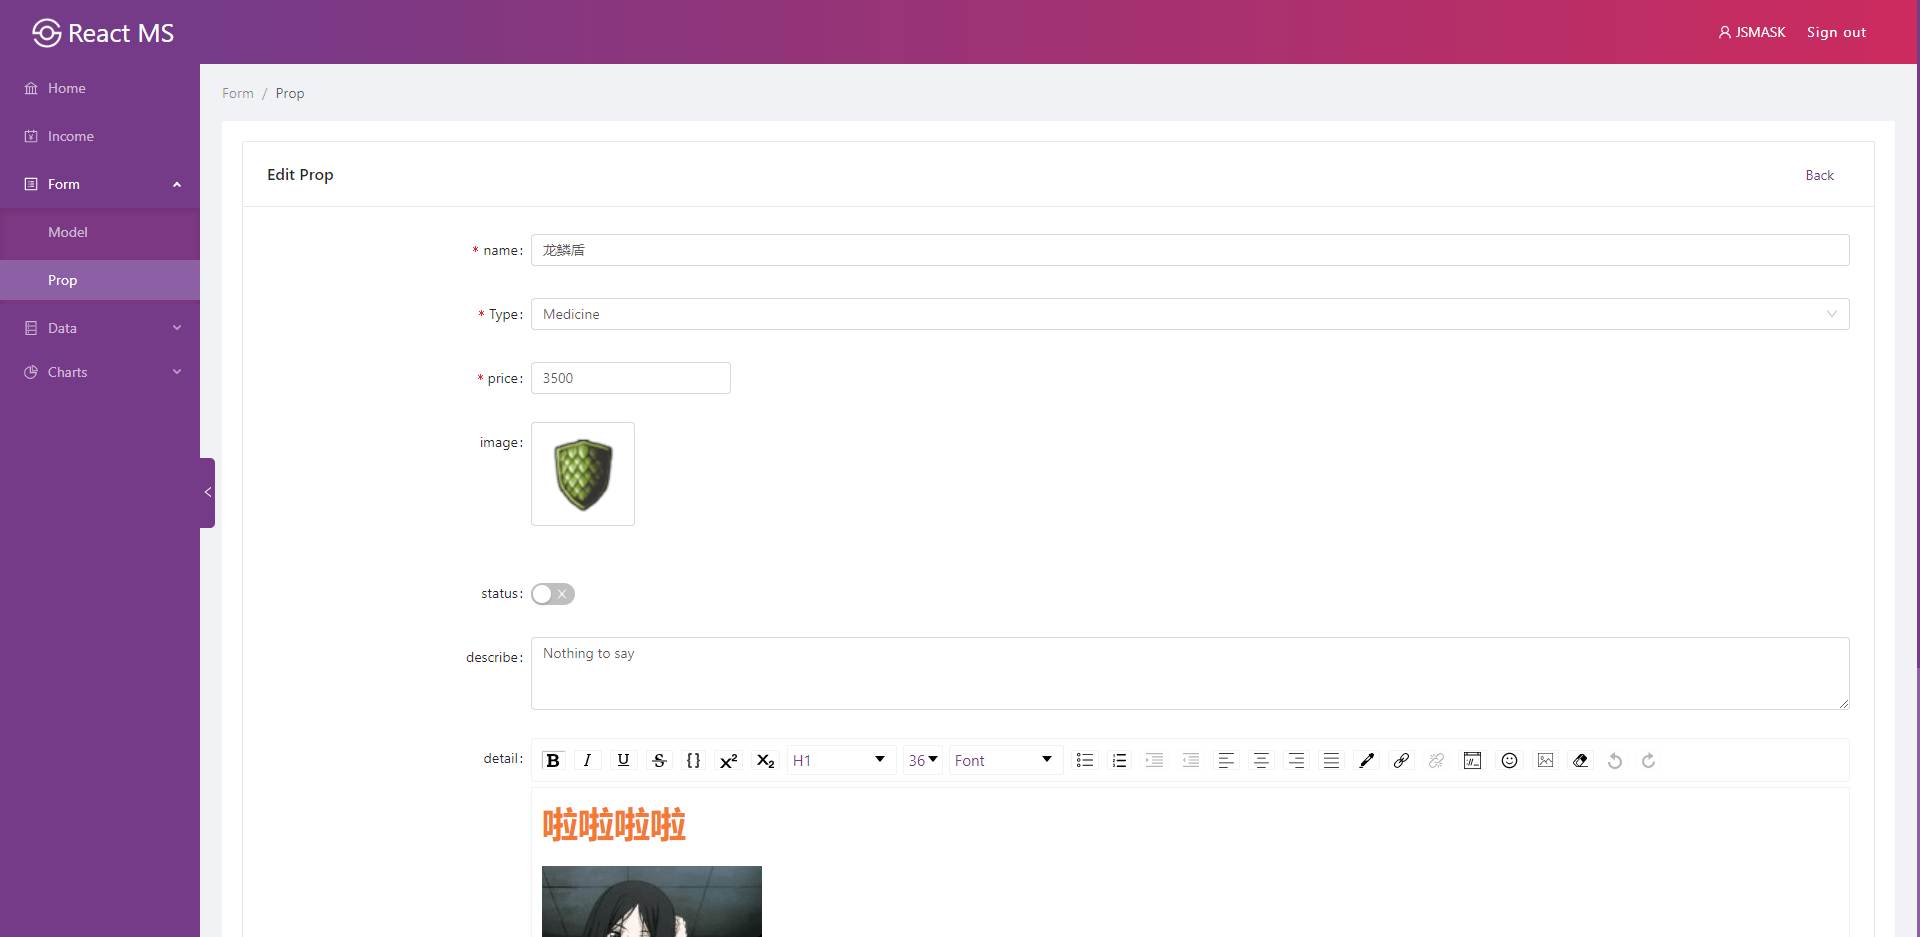 React MS
JSMASK Sign out
Home
Income
Form
Model
Prop
Data
Charts
Form / Prop
Edit Prop
Back
* name: 龙鳞盾
* Type: Medicine
* price: 3500
image:
status:
describe: Nothing to say
detail: B I U S {} x² X₂ H1 36 Font
啦啦啦啦